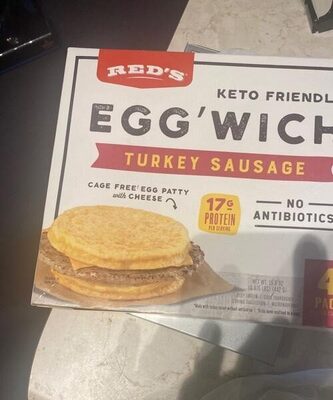 RED'S
KETO FRIENDL
EGG'WICH
TURKEY SAUSAGE
CAGE FREE EGG PATTY
with CHEESE
17G
PROTEIN
PER SERVING
NO
ANTIBIOTICS
4
PAC